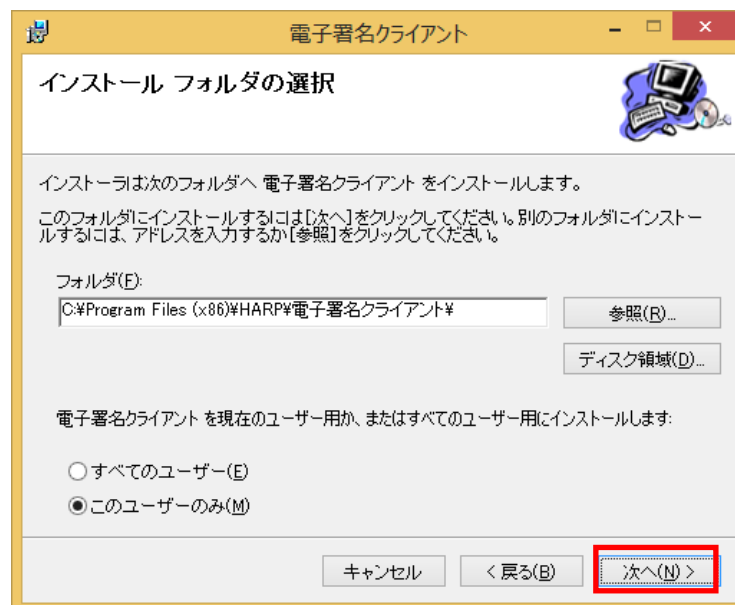 電子署名クライアント
インストール フォルダの選択
インストーラは次のフォルダへ 電子署名クライアント をインストールします。
このフォルダにインストールするには[次へ]をクリックしてください。別のフォルダにインストー
ルするには、アドレスを入力するか[参照]をクリックしてください。
フォルダ(F):
C:¥Program Files (x86)¥HARP¥電子署名クライアント¥
参照(R)...
ディスク領域(D)...
電子署名クライアント を現在のユーザー用か、またはすべてのユーザー用にインストールします:
すべてのユーザー(E)
このユーザーのみ(M)
キャンセル
< 戻る(B)
次へ(N) >